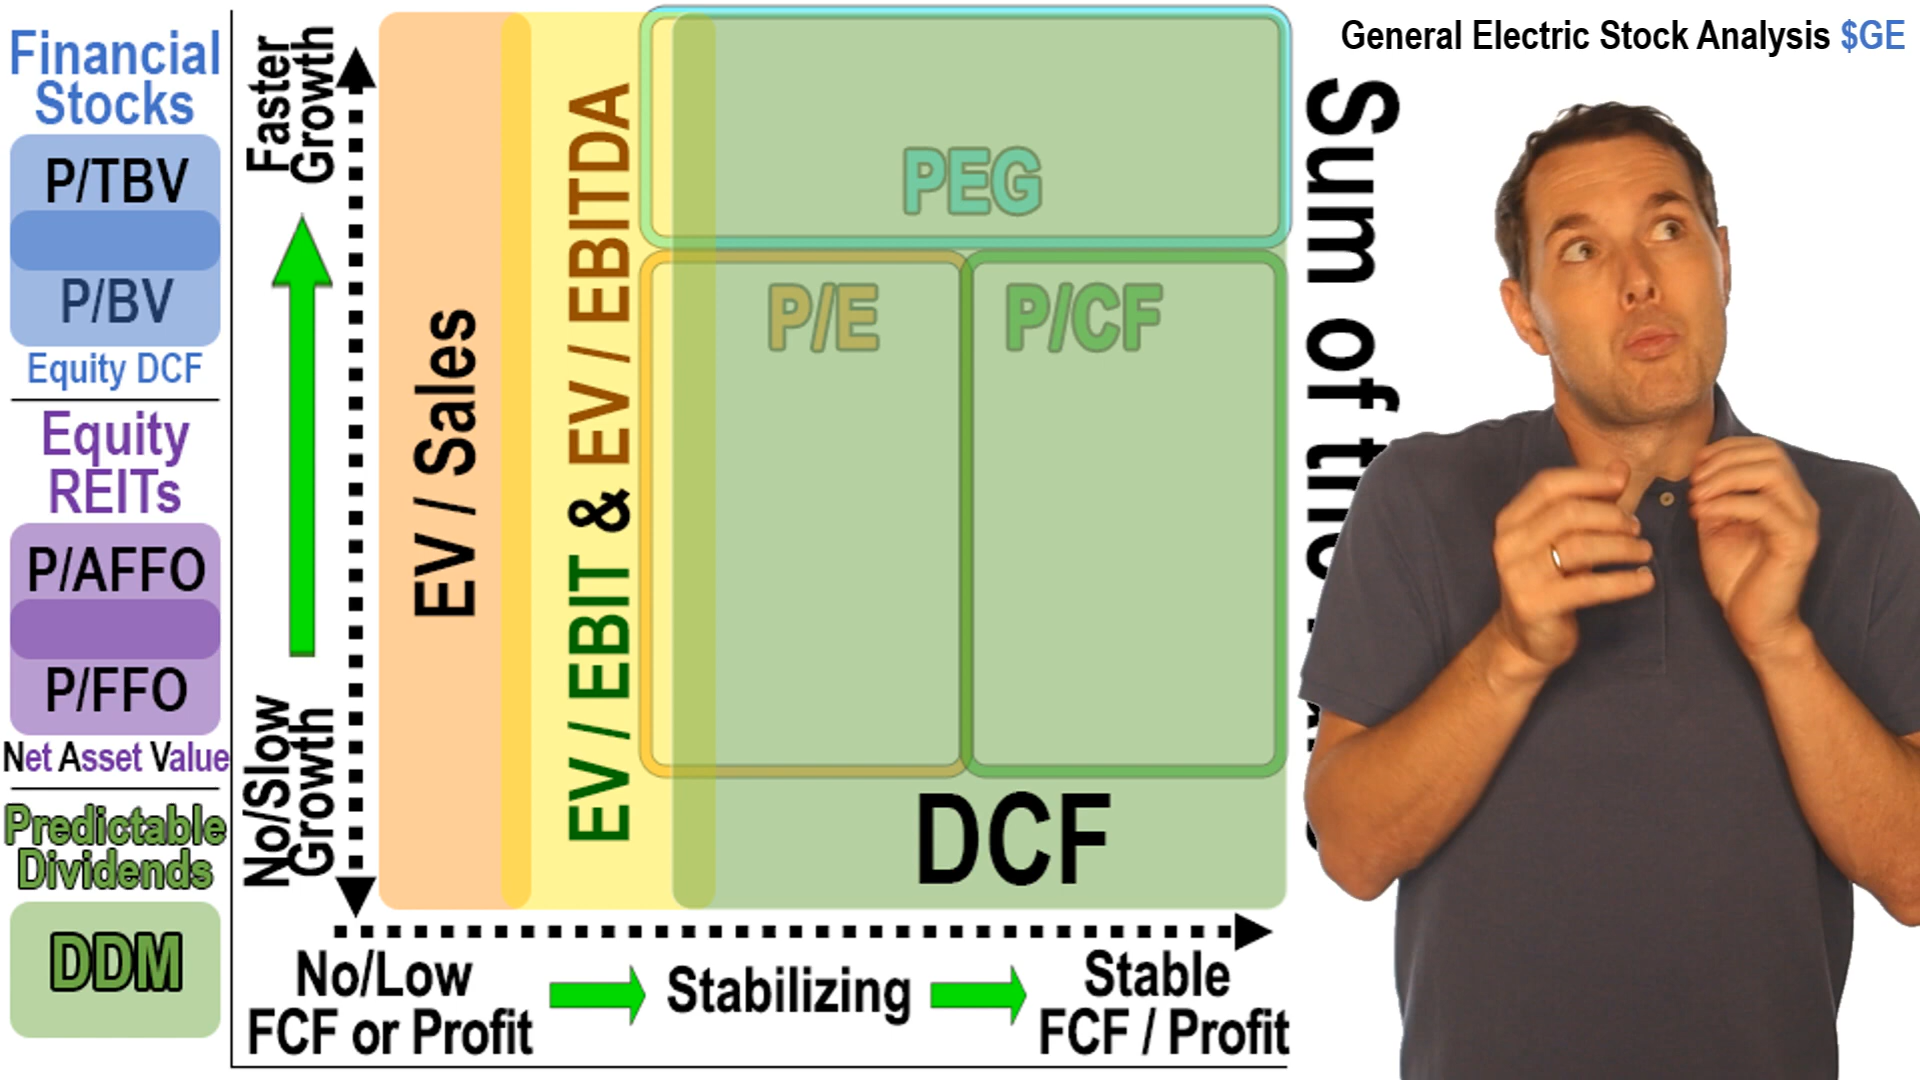 General Electric Stock Analysis $GE
Financial
Stocks
P/TBV
P/BV
Equity DCF
Equity
REITs
P/AFFO
P/FFO
Net Asset Value
Predictable
Dividends
DDM
Faster
Growth
No/Slow
Growth
EV / Sales
EV / EBIT & EV / EBITDA
PEG
P/E
P/CF
DCF
Sum of
No/Low
FCF or Profit
Stabilizing
Stable
FCF / Profit